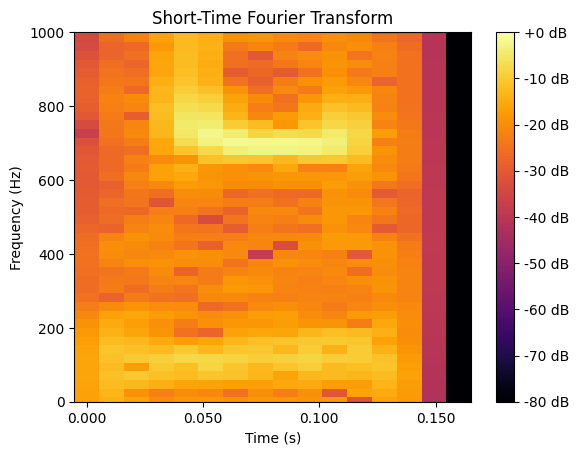 Short-Time Fourier Transform
1000
800
600
400
200
0
Frequency (Hz)
0.000
0.050
0.100
0.150
Time (s)
+0 dB
-10 dB
-20 dB
-30 dB
-40 dB
-50 dB
-60 dB
-70 dB
-80 dB